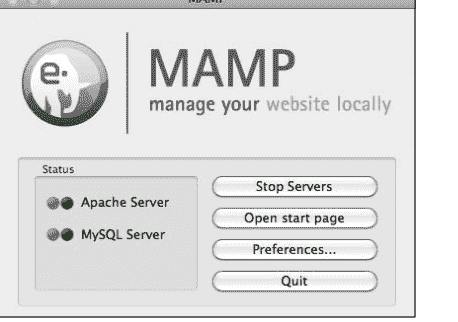 MAMP
e.
MAMP
manage your website locally
Status
Apache Server
MySQL Server
Stop Servers
Open start page
Preferences...
Quit